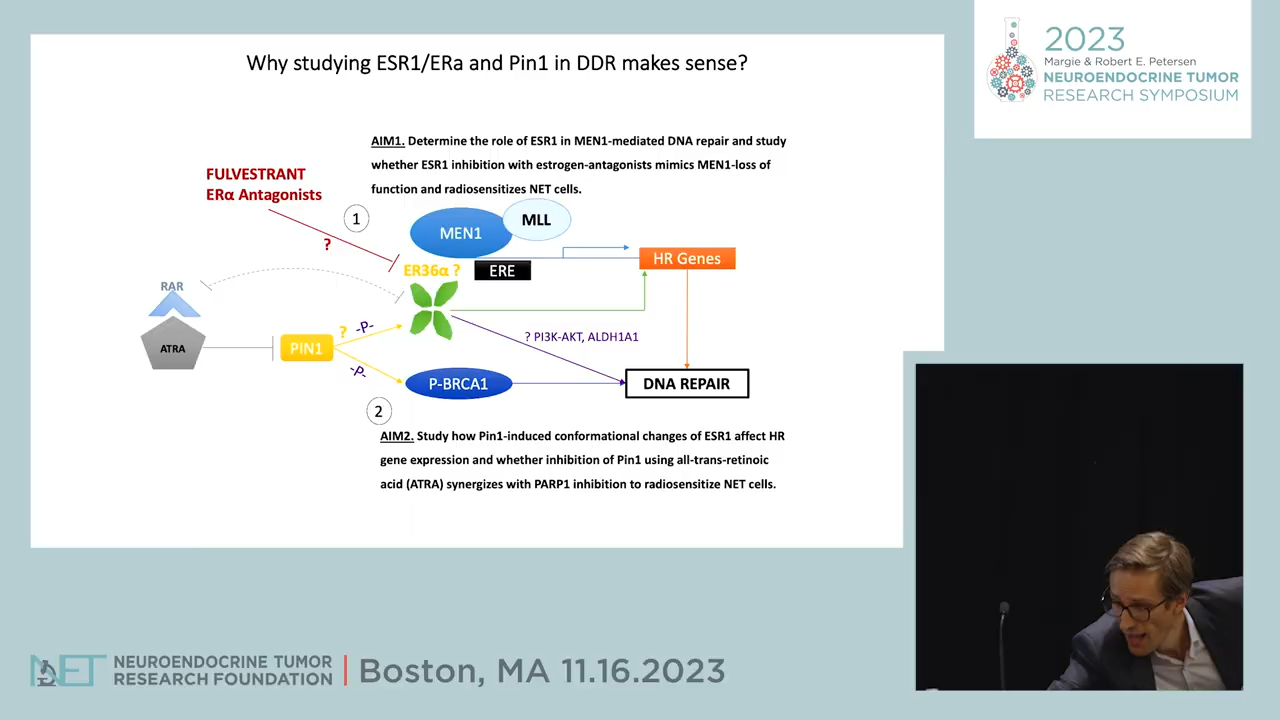 Why studying ESR1/ERa and Pin1 in DDR makes sense?
2023
Margie & Robert E. Petersen
NEUROENDOCRINE TUMOR
RESEARCH SYMPOSIUM
AIM1. Determine the role of ESR1 in MEN1-mediated DNA repair and study
whether ESR1 inhibition with estrogen-antagonists mimics MEN1-loss of
function and radiosensitizes NET cells.
FULVESTRANT
ERα Antagonists
1
?
MEN1
MLL
ER36α ?
ERE
HR Genes
RAR
ATRA
PIN1
? -P-
-P-
? PI3K-AKT, ALDH1A1
P-BRCA1
DNA REPAIR
2
AIM2. Study how Pin1-induced conformational changes of ESR1 affect HR
gene expression and whether inhibition of Pin1 using all-trans-retinoic
acid (ATRA) synergizes with PARP1 inhibition to radiosensitize NET cells.
NET
NEUROENDOCRINE TUMOR
RESEARCH FOUNDATION
Boston, MA 11.16.2023